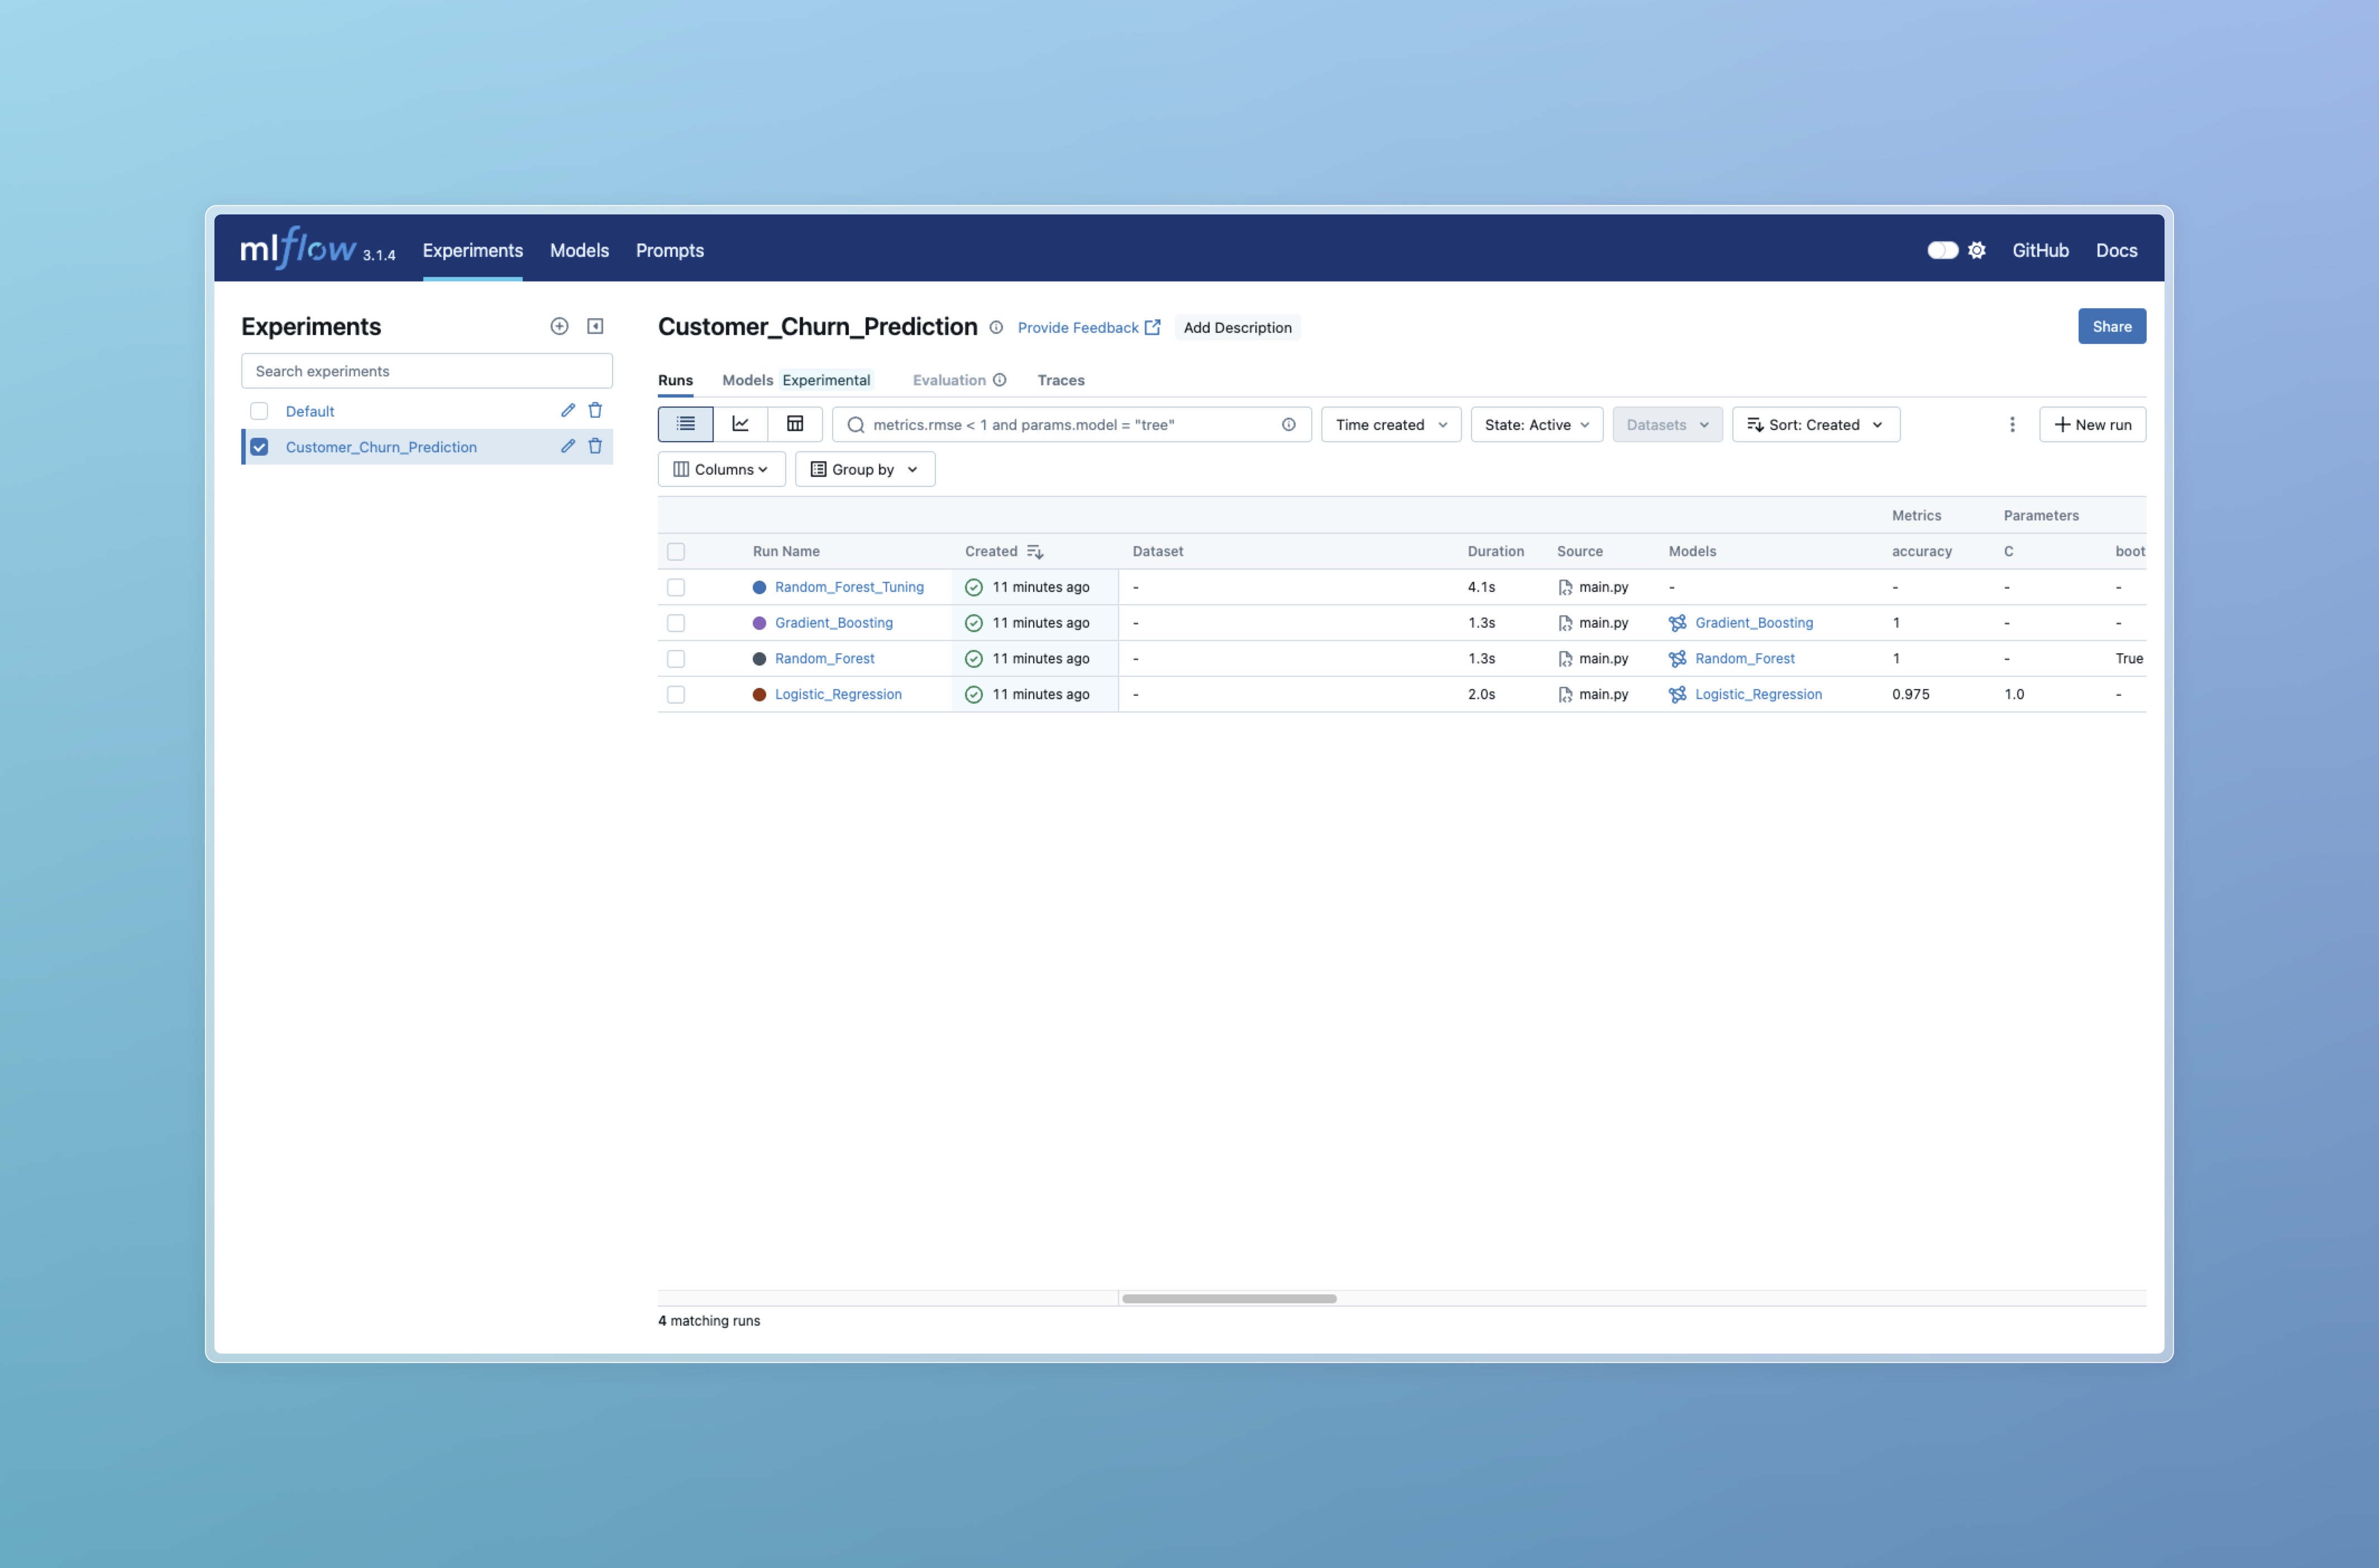 mlflow 3.1.4 Experiments Models Prompts GitHub Docs
Experiments
Search experiments
Default
Customer_Churn_Prediction
Customer_Churn_Prediction Provide Feedback Add Description Share
Runs Models Experimental Evaluation Traces
metrics.rmse < 1 and params.model = "tree" Time created State: Active Datasets Sort: Created New run
Columns Group by
Metrics Parameters
Run Name Created Dataset Duration Source Models accuracy C boot
Random_Forest_Tuning 11 minutes ago - 4.1s main.py - - - -
Gradient_Boosting 11 minutes ago - 1.3s main.py Gradient_Boosting 1 - -
Random_Forest 11 minutes ago - 1.3s main.py Random_Forest 1 - True
Logistic_Regression 11 minutes ago - 2.0s main.py Logistic_Regression 0.975 1.0 -
4 matching runs